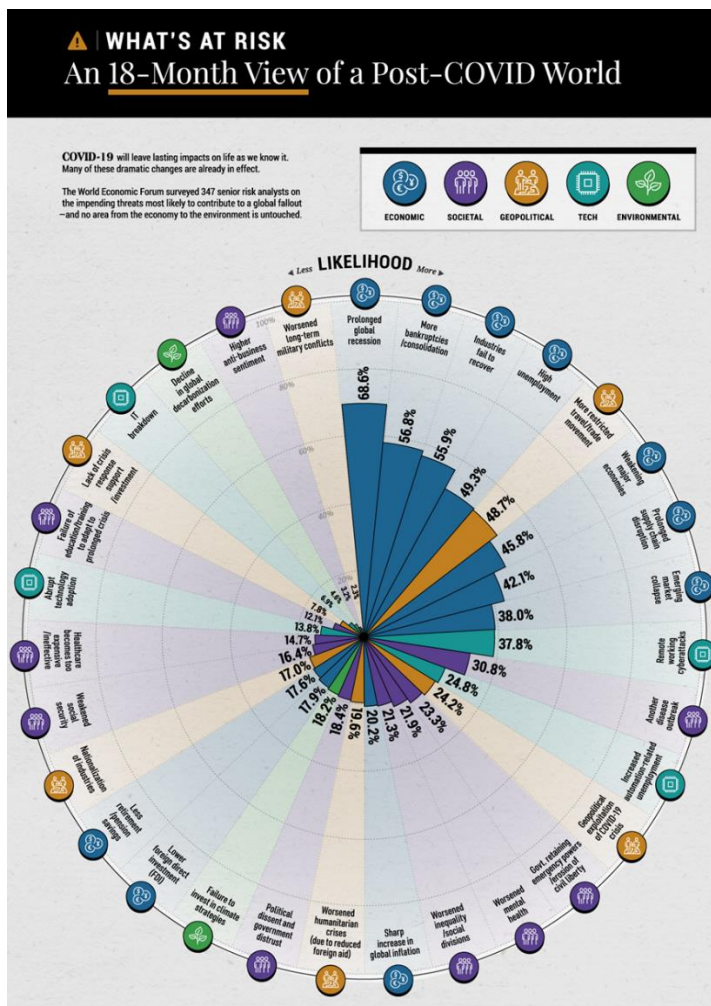 WHAT'S AT RISK
An 18-Month View of a Post-COVID World
COVID-19 will leave lasting impacts on life as we know it.
Many of these dramatic changes are already in effect.
The World Economic Forum surveyed 347 senior risk analysts on
the impending threats most likely to contribute to a global fallout
—and no area from the economy to the environment is untouched.
ECONOMIC
SOCIETAL
GEOPOLITICAL
TECH
ENVIRONMENTAL
LIKELIHOOD
Less
More
100%
80%
60%
40%
20%
Prolonged
global
recession
68.6%
More
bankruptcies
/consolidation
56.8%
Industries
fail to
recover
55.9%
High
unemployment
49.3%
More restricted
travel/trade
movement
48.7%
Weakening
major
economies
45.8%
Prolonged
supply chain
disruption
42.1%
Emerging
market
collapse
38.0%
Remote
working
cyberattacks
37.8%
Another
disease
outbreak
30.8%
Increased
automation-related
unemployment
24.8%
Geopolitical
exploitation
of COVID-19
crisis
24.2%
Govt. retaining
emergency powers
/erosion of
civil liberty
23.3%
Worsened
mental
health
21.9%
Worsened
inequality
/social
divisions
21.3%
Sharp
increase in
global inflation
20.2%
Worsened
humanitarian
crises
(due to reduced
foreign aid)
19.6%
Political
dissent and
government
distrust
18.4%
Failure to
invest in climate
strategies
18.2%
Lower
foreign direct
investment
(FDI)
17.9%
Less
retirement
/pension
savings
17.6%
Nationalization
of industries
17.0%
Weakened
social
security
16.4%
Healthcare
becomes too
expensive
/ineffective
14.7%
Abrupt
technology
adoption
13.8%
Failure of
education/training
to adapt to
prolonged crisis
12.1%
Lack of crisis
response
support
/investment
7.8%
IT
breakdown
6.9%
Decline
in global
decarbonization
efforts
4.6%
Higher
anti-business
sentiment
3.2%
Worsened
long-term
military conflicts
2.3%